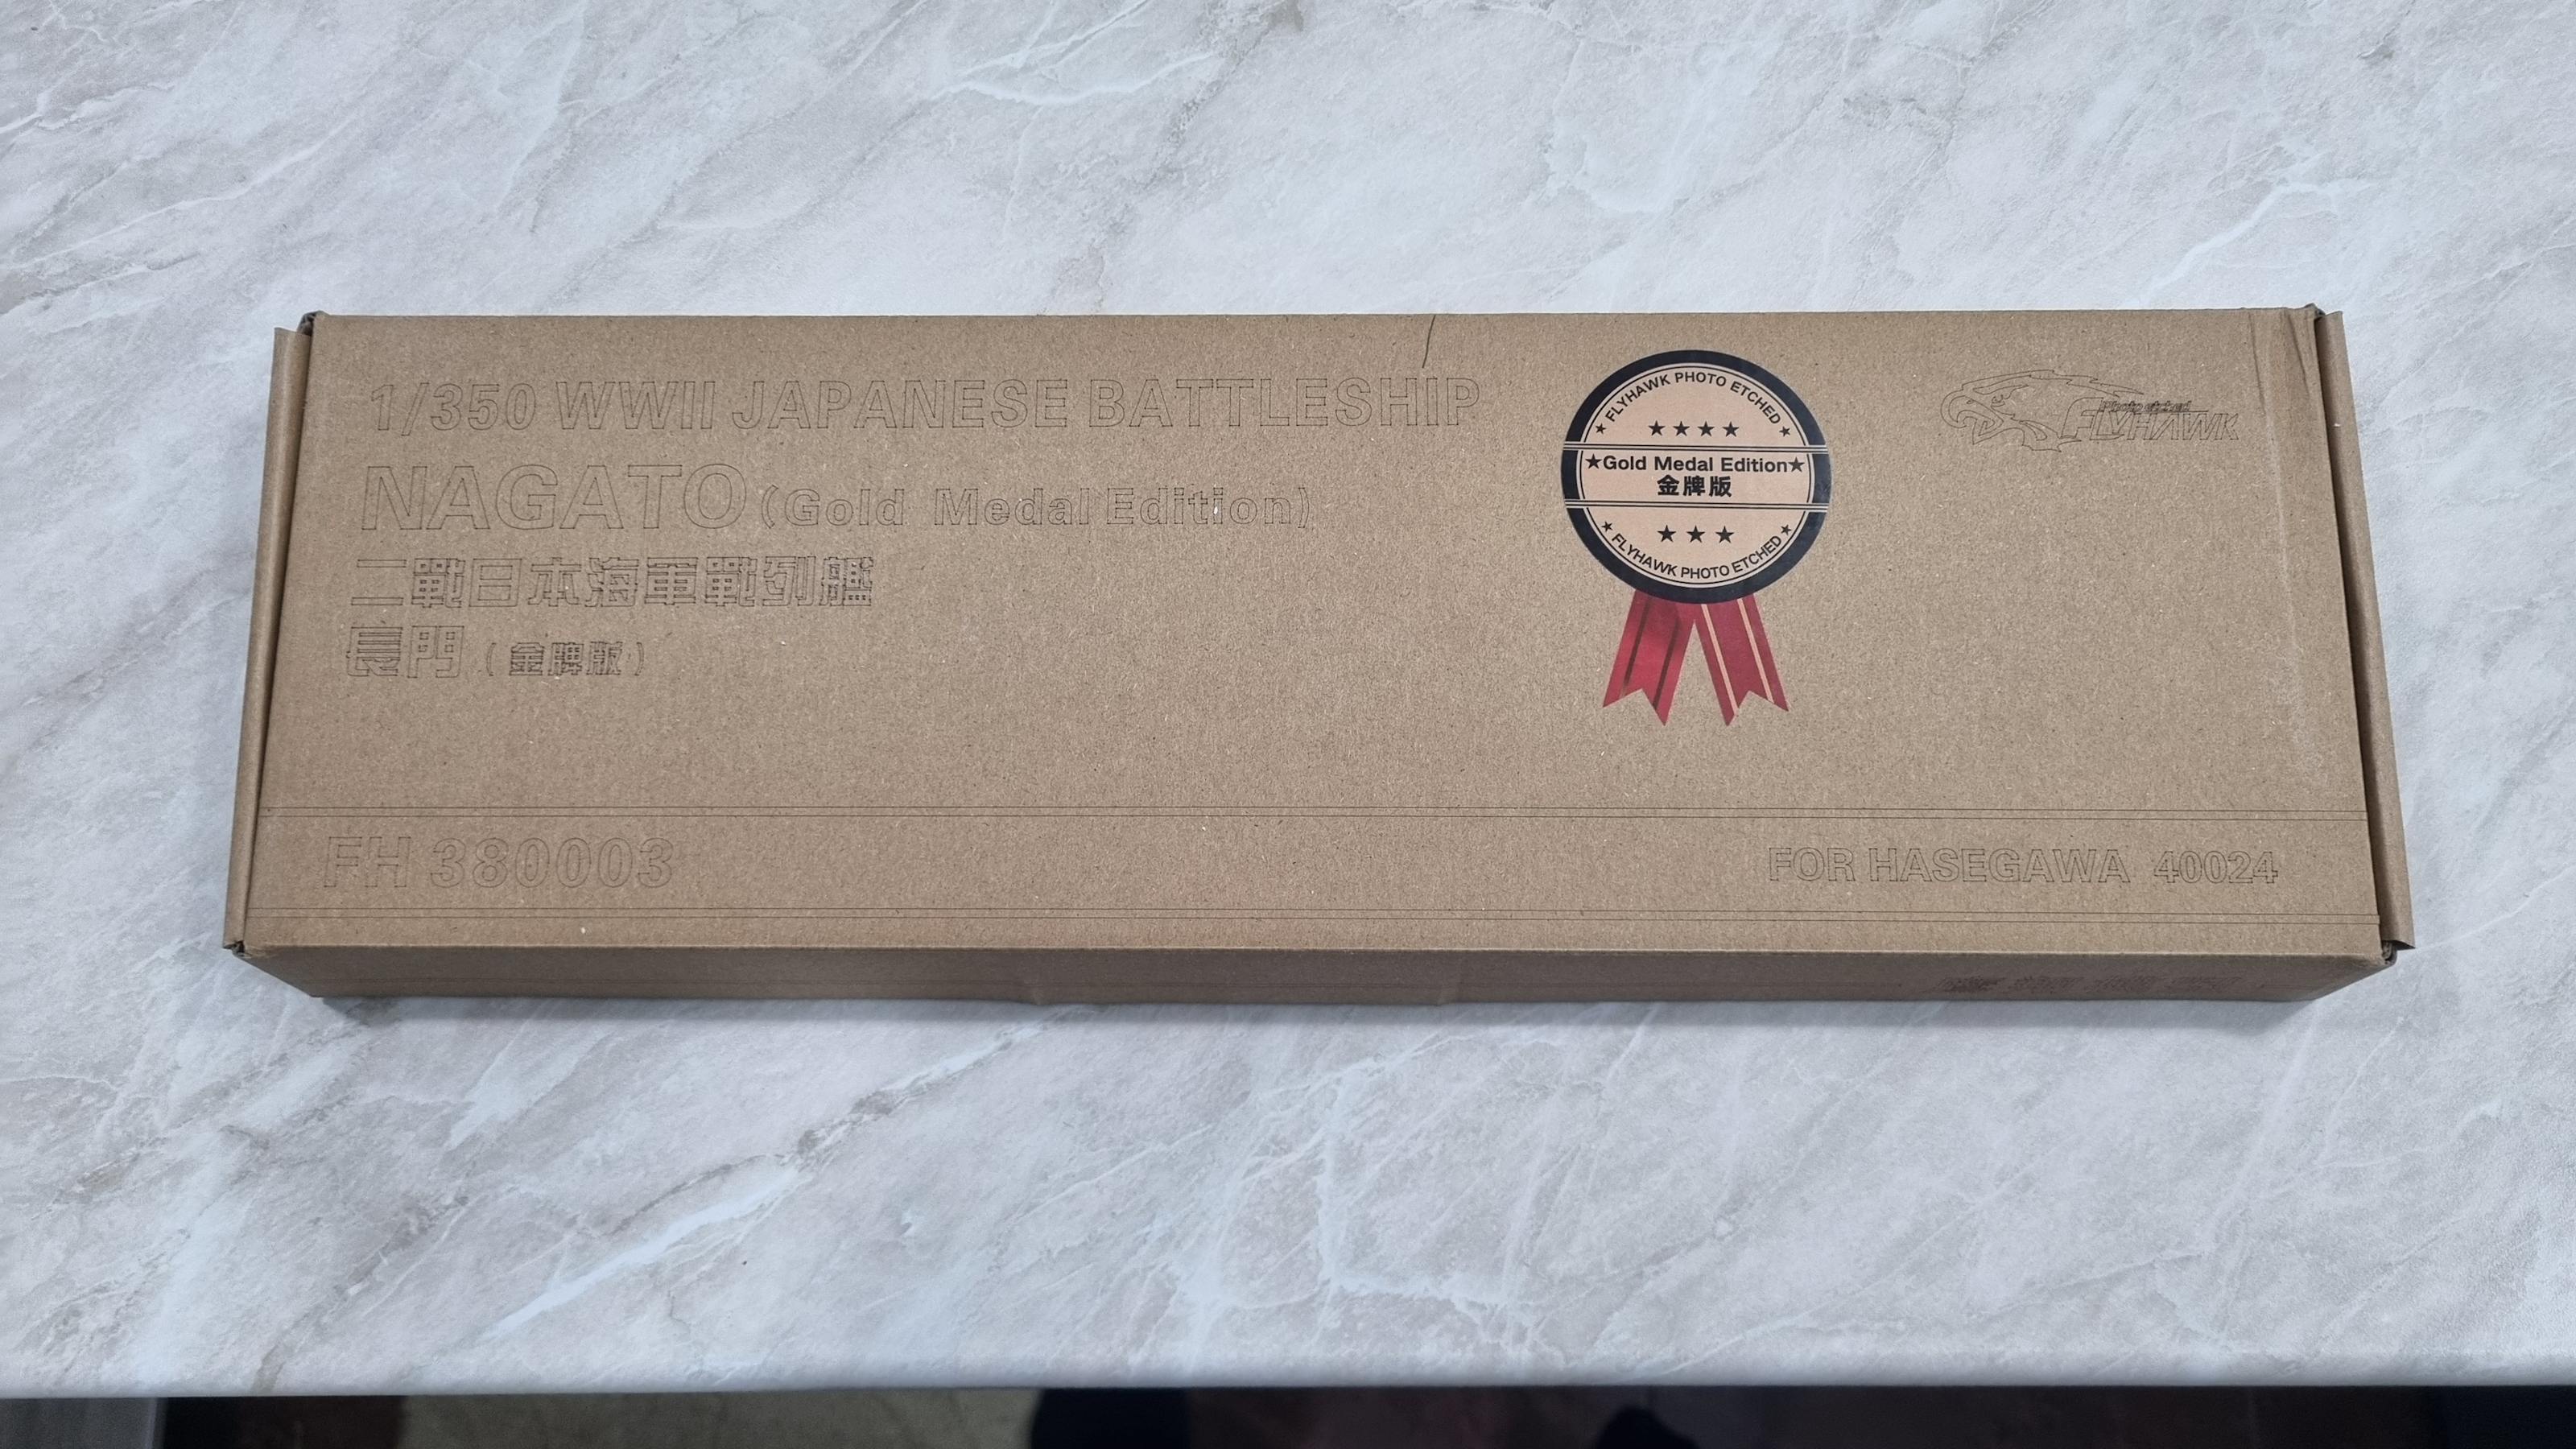 1/350 WWII JAPANESE BATTLESHIP
NAGATO (Gold Medal Edition)
二戰日本海軍戰列艦
長門 (金牌版)
FLYHAWK PHOTO ETCHED
★Gold Medal Edition★
金牌版
FLYHAWK PHOTO ETCHED
Photo etched
FLYHAWK
FH 380003
FOR HASEGAWA 40024